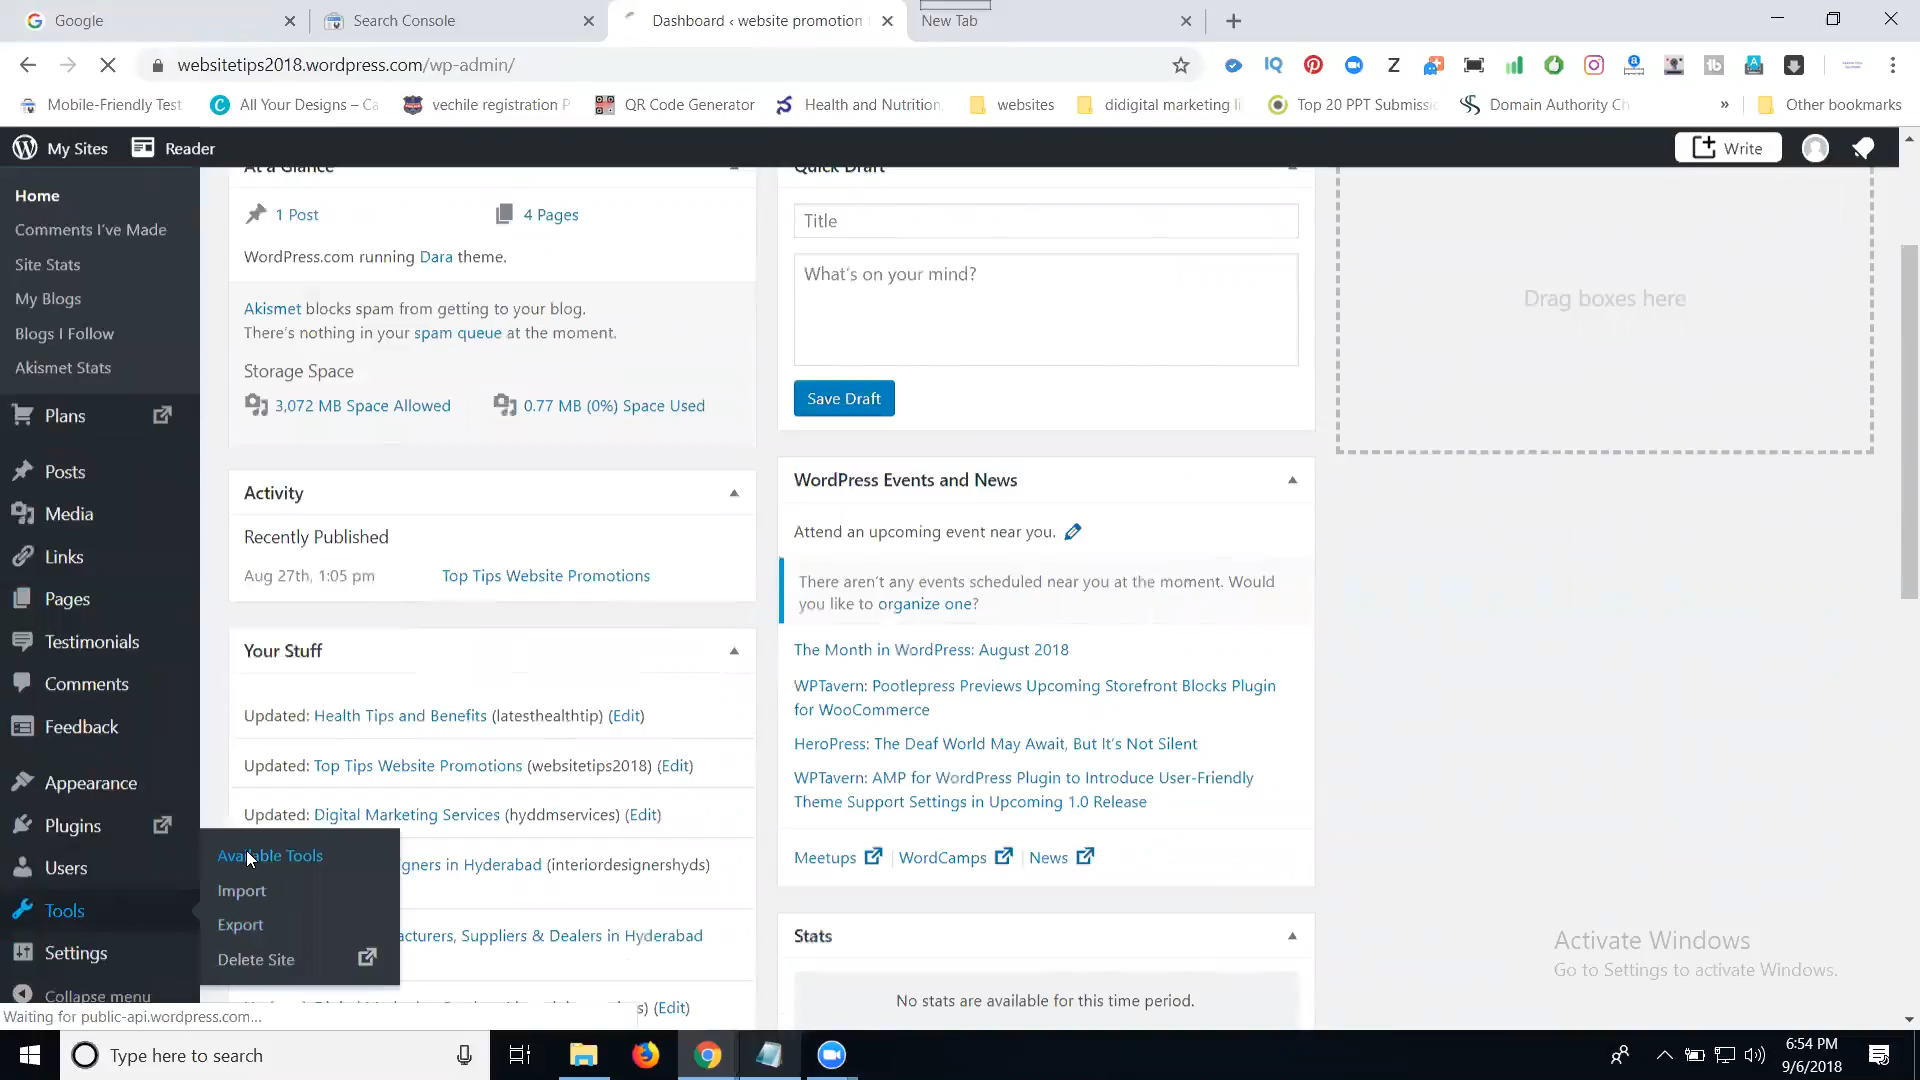 Google
Search Console
Dashboard ‹ website promotion
New Tab
websitetips2018.wordpress.com/wp-admin/
Mobile-Friendly Test
All Your Designs – Ca
vechile registration P
QR Code Generator
Health and Nutrition
websites
didigital marketing li
Top 20 PPT Submissic
Domain Authority Ch
Other bookmarks
My Sites
Reader
Write
Home
Comments I've Made
Site Stats
My Blogs
Blogs I Follow
Akismet Stats
Plans
Posts
Media
Links
Pages
Testimonials
Comments
Feedback
Appearance
Plugins
Users
Tools
Settings
Collapse menu
Available Tools
Import
Export
Delete Site
At a Glance
1 Post
4 Pages
WordPress.com running Dara theme.
Akismet blocks spam from getting to your blog.
There's nothing in your spam queue at the moment.
Storage Space
3,072 MB Space Allowed
0.77 MB (0%) Space Used
Activity
Recently Published
Aug 27th, 1:05 pm
Top Tips Website Promotions
Your Stuff
Updated: Health Tips and Benefits (latesthealthtip) (Edit)
Updated: Top Tips Website Promotions (websitetips2018) (Edit)
Updated: Digital Marketing Services (hyddmservices) (Edit)
gners in Hyderabad (interiordesignershyds)
acturers, Suppliers & Dealers in Hyderabad
s) (Edit)
Quick Draft
Title
What's on your mind?
Save Draft
WordPress Events and News
Attend an upcoming event near you.
There aren't any events scheduled near you at the moment. Would
you like to organize one?
The Month in WordPress: August 2018
WPTavern: Pootlepress Previews Upcoming Storefront Blocks Plugin
for WooCommerce
HeroPress: The Deaf World May Await, But It's Not Silent
WPTavern: AMP for WordPress Plugin to Introduce User-Friendly
Theme Support Settings in Upcoming 1.0 Release
Meetups | WordCamps | News
Stats
No stats are available for this time period.
Drag boxes here
Activate Windows
Go to Settings to activate Windows.
Waiting for public-api.wordpress.com...
Type here to search
6:54 PM
9/6/2018